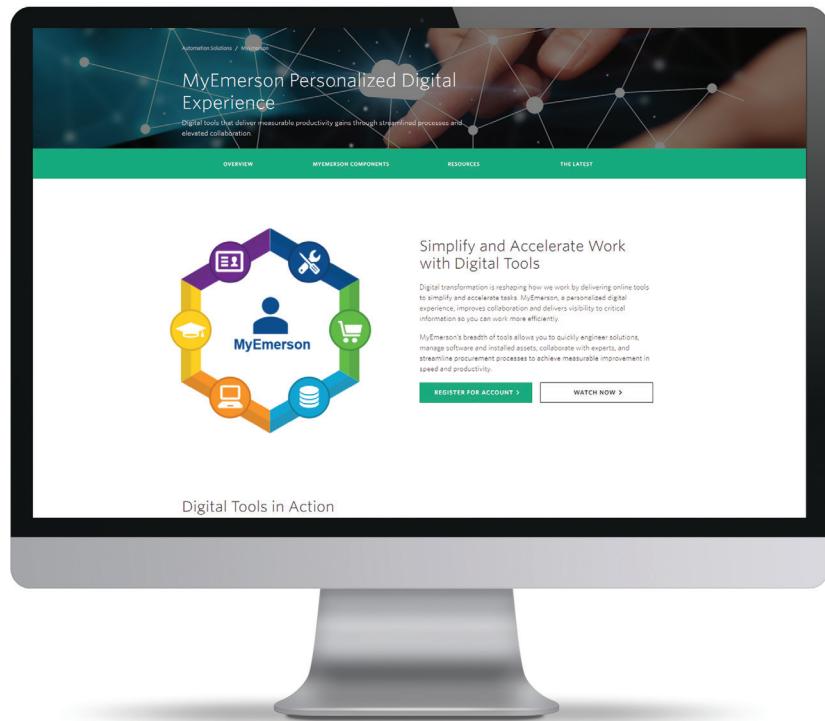 Automation Solutions / MyEmerson
MyEmerson Personalized Digital
Experience
Digital tools that deliver measurable productivity gains through streamlined processes and
elevated collaboration.
OVERVIEW
MYEMERSON COMPONENTS
RESOURCES
THE LATEST
MyEmerson
Simplify and Accelerate Work
with Digital Tools
Digital transformation is reshaping how we work by delivering online tools
to simplify and accelerate tasks. MyEmerson, a personalized digital
experience, improves collaboration and delivers visibility to critical
information so you can work more efficiently.
MyEmerson's breadth of tools allows you to quickly engineer solutions,
manage software and installed assets, collaborate with experts, and
streamline procurement processes to achieve measurable improvement in
speed and productivity.
REGISTER FOR ACCOUNT >
WATCH NOW >
Digital Tools in Action